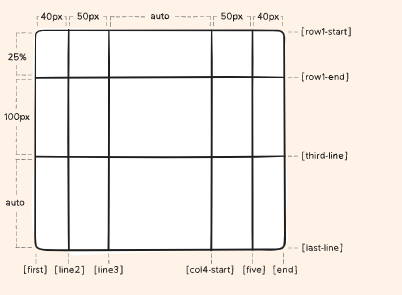 40px 50px auto 50px 40px
[row1-start]
25%
[row1-end]
100px
[third-line]
auto
[last-line]
[first] [line2] [line3] [col4-start] [five] [end]